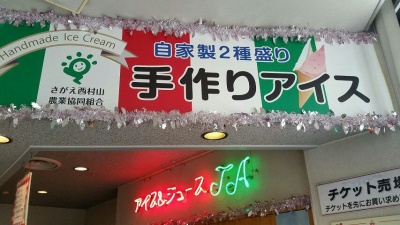 Handmade Ice Cream
自家製2種盛り
手作りアイス
さがえ西村山
農業協同組合
アイス&ジュース JA
チケット売場
チケットを先にお買い求め